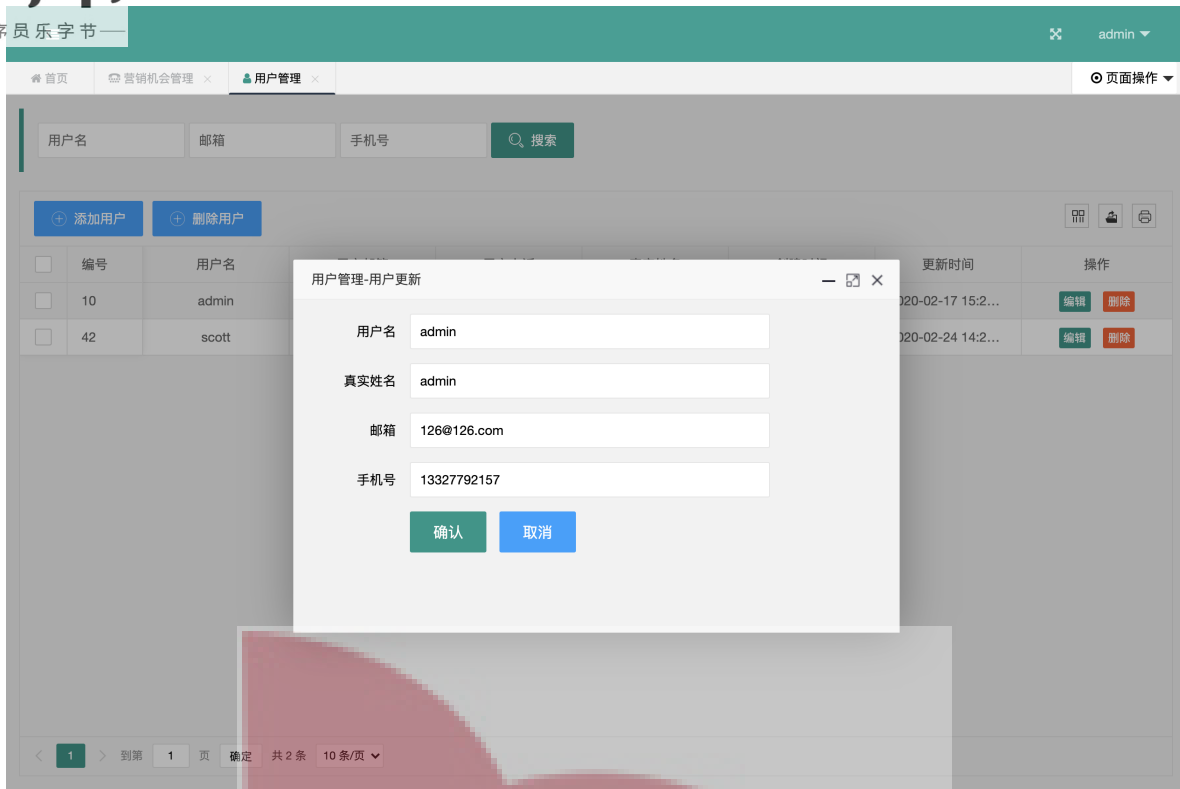 序员乐字节——
admin
首页
营销机会管理
用户管理
页面操作
用户名
邮箱
手机号
搜索
添加用户
删除用户
编号
用户名
更新时间
操作
10
admin
020-02-17 15:2...
编辑
删除
42
scott
020-02-24 14:2...
编辑
删除
用户管理-用户更新
用户名
admin
真实姓名
admin
邮箱
126@126.com
手机号
13327792157
确认
取消
1
到第
1
页
确定
共 2 条
10 条/页